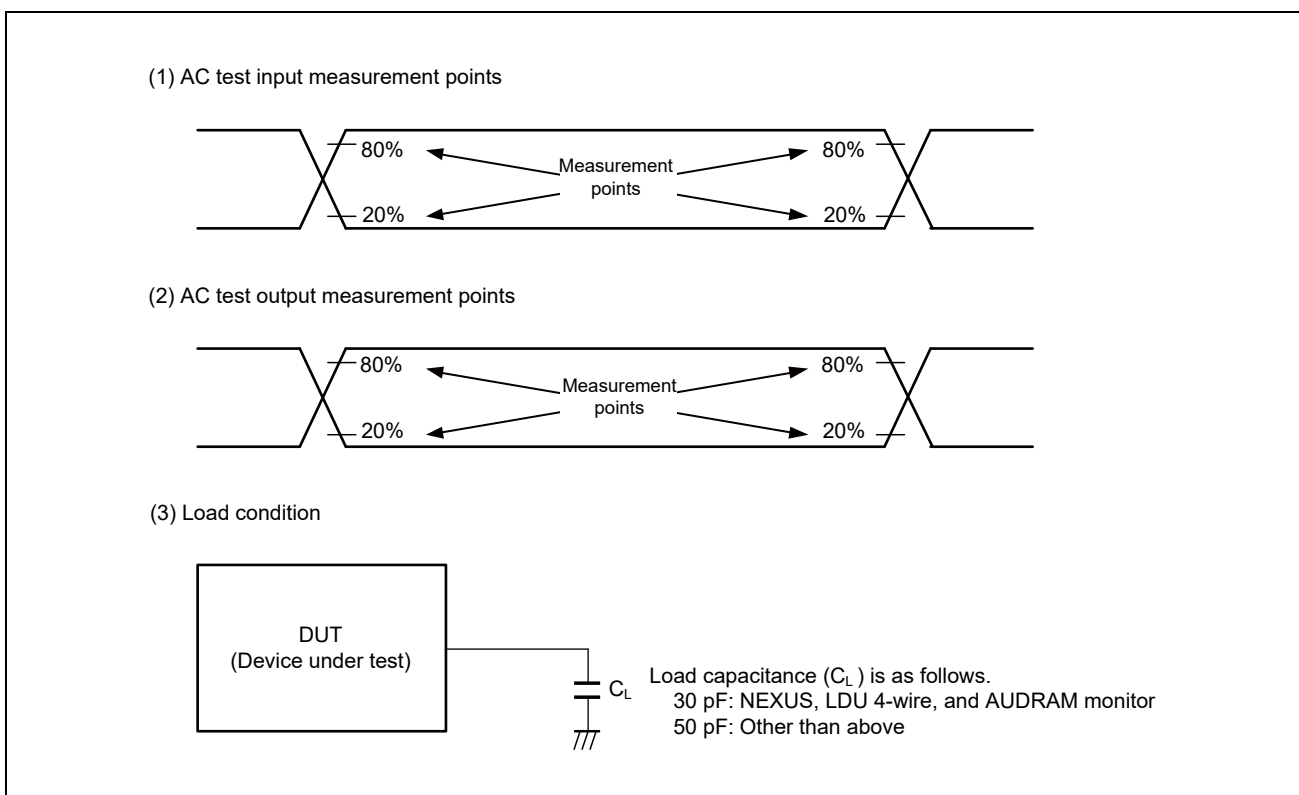 (1) AC test input measurement points
80%
80%
Measurement
points
20%
20%
(2) AC test output measurement points
80%
80%
Measurement
points
20%
20%
(3) Load condition
DUT
(Device under test)
CL
Load capacitance (CL ) is as follows.
30 pF: NEXUS, LDU 4-wire, and AUDRAM monitor
50 pF: Other than above